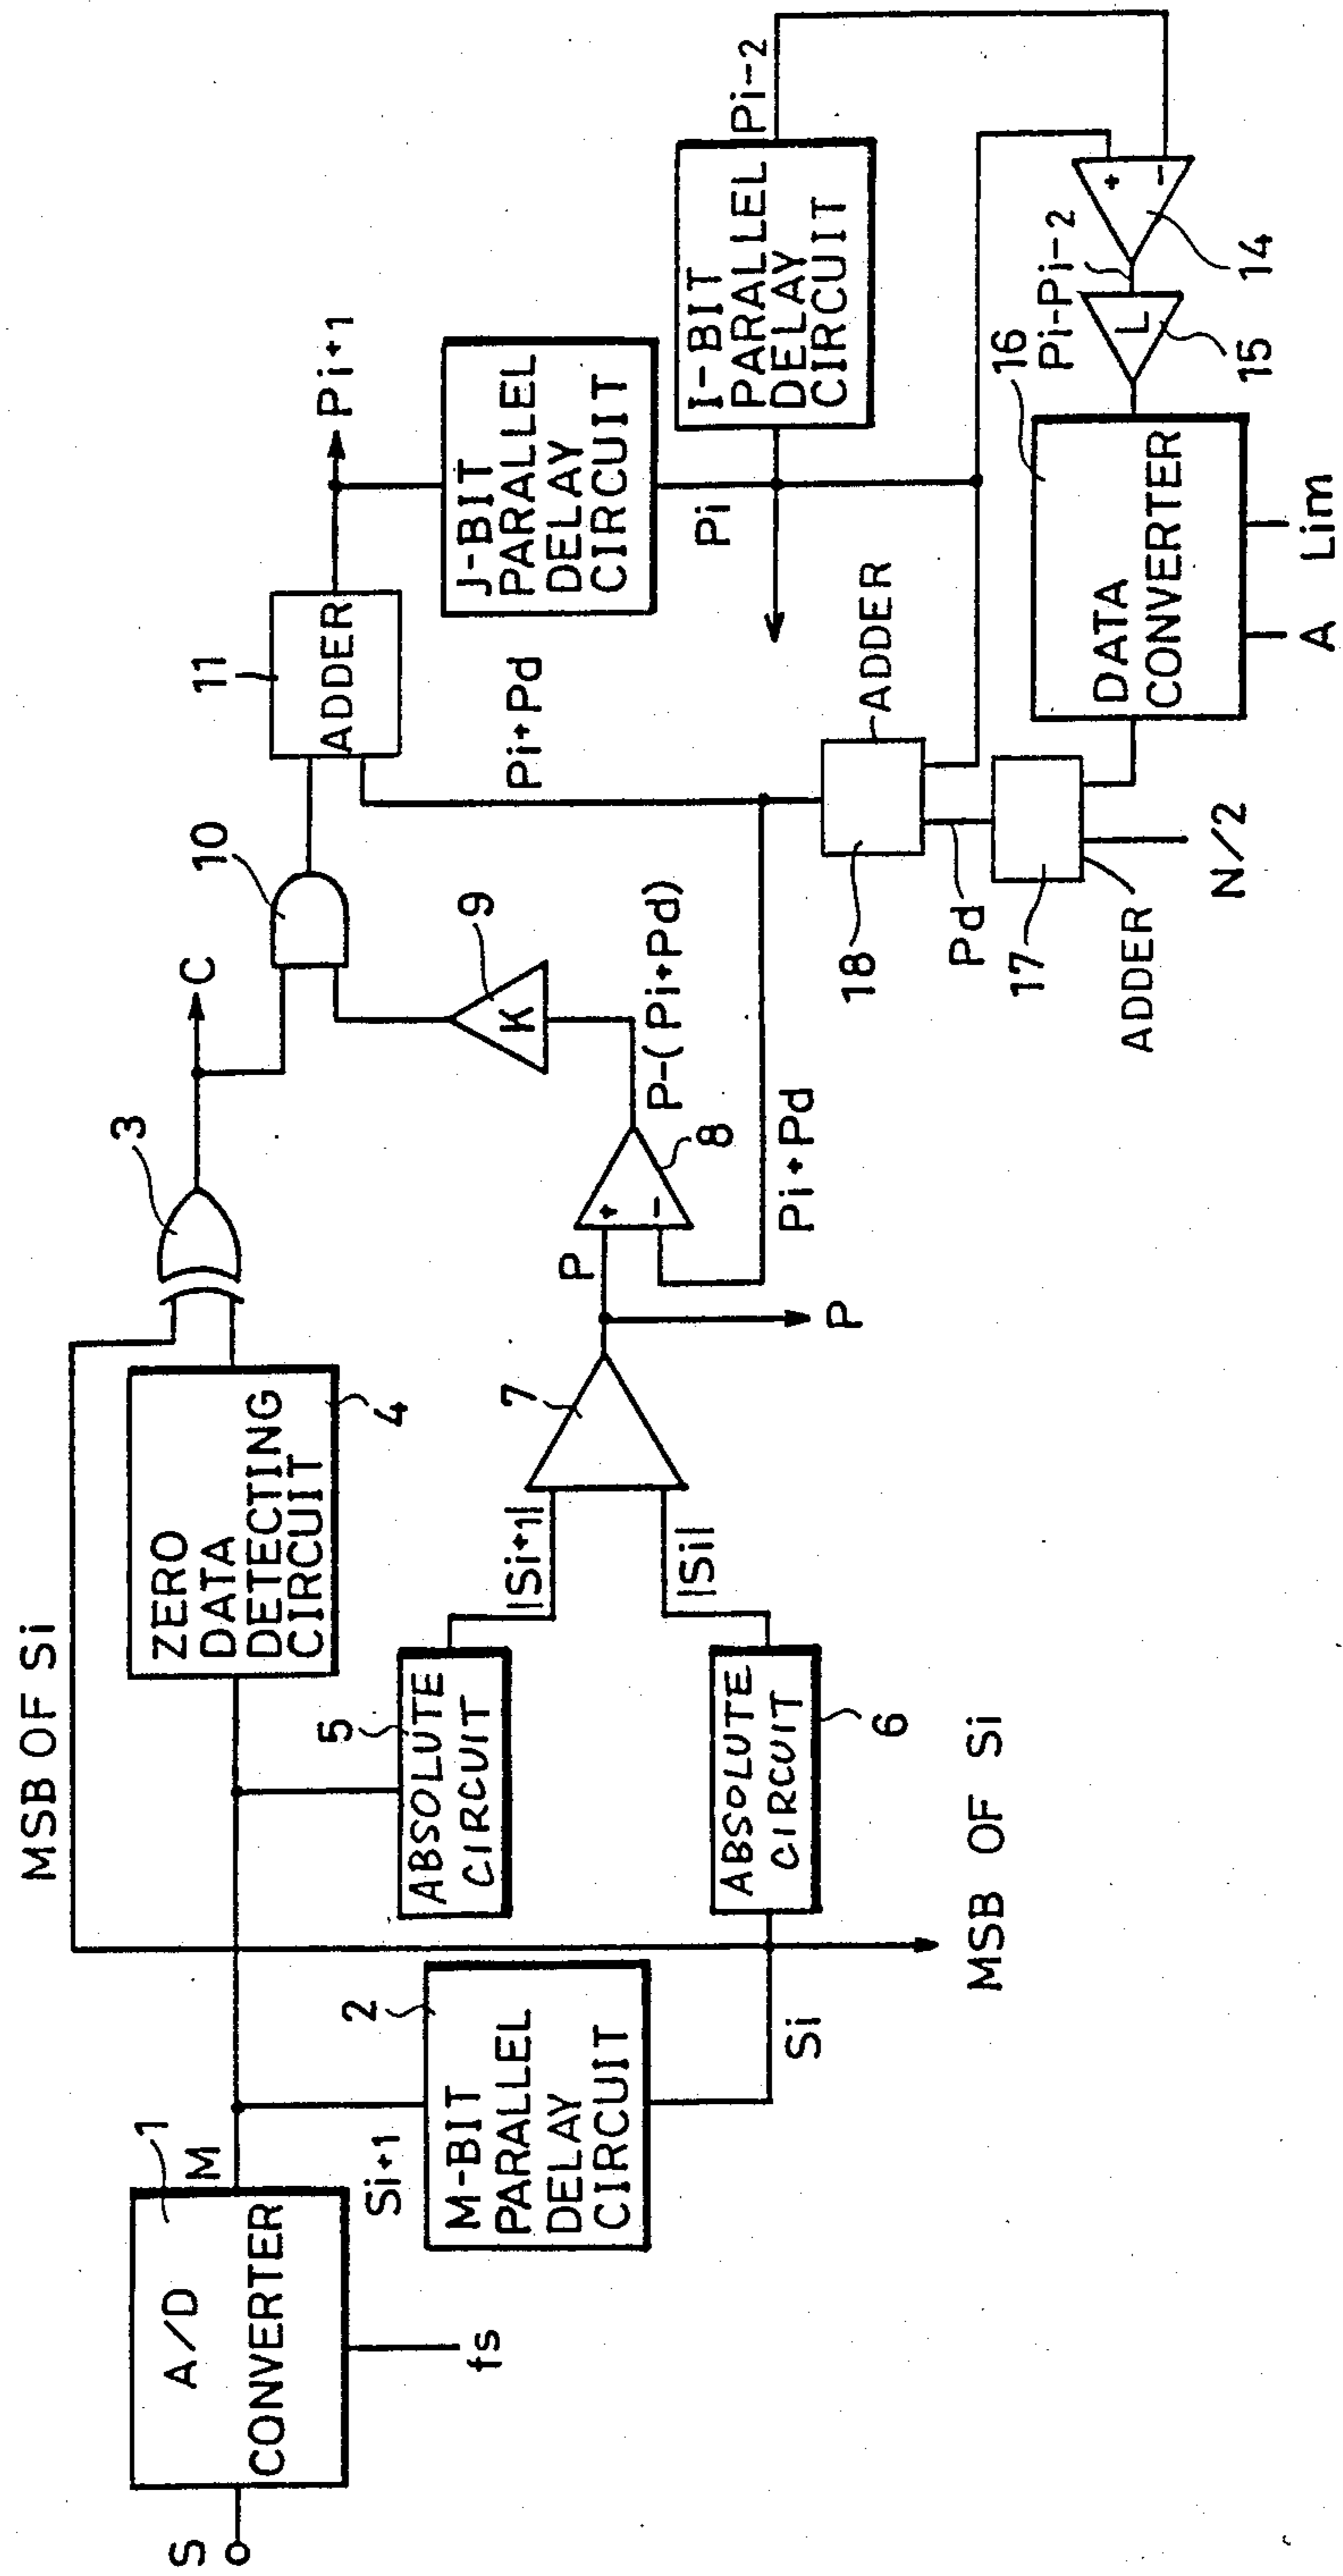 S
A/D
CONVERTER
1
fs
M
Si+1
M-BIT
PARALLEL
DELAY
CIRCUIT
2
Si
MSB OF Si
MSB OF Si
ZERO
DATA
DETECTING
CIRCUIT
4
ABSOLUTE
CIRCUIT
5
ABSOLUTE
CIRCUIT
6
|Si+1|
|Si|
7
P
P
3
C
+
-
8
Pi+Pd
P-(Pi+Pd)
K
9
10
11
ADDER
Pi+Pd
Pi+1
J-BIT
PARALLEL
DELAY
CIRCUIT
Pi
I-BIT
PARALLEL
DELAY
CIRCUIT
Pi-2
+
-
14
Pi-Pi-2
L
15
16
DATA
CONVERTER
A
Lim
ADDER
18
Pd
17
ADDER
N/2